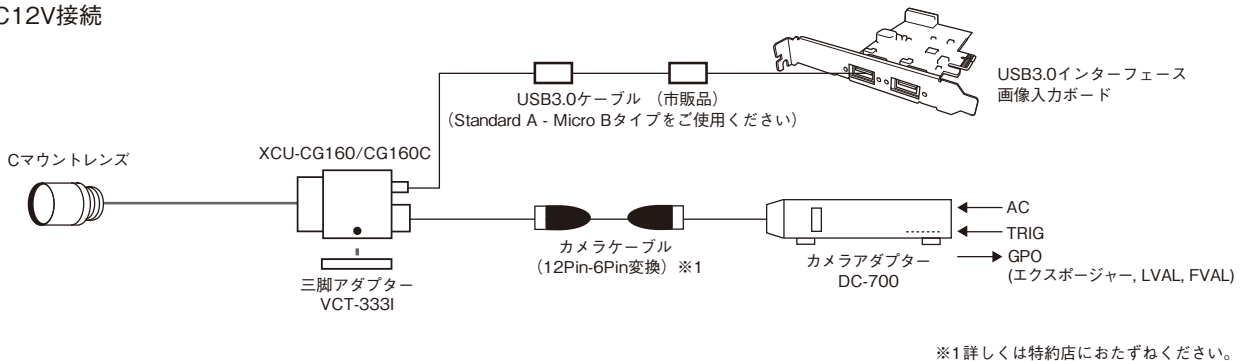 C12V接続
USB3.0インターフェース
画像入力ボード
USB3.0ケーブル （市販品）
（Standard A - Micro Bタイプをご使用ください）
Cマウントレンズ
XCU-CG160/CG160C
AC
TRIG
GPO
(エクスポージャー, LVAL, FVAL)
カメラケーブル
（12Pin-6Pin変換）※1
カメラアダプター
DC-700
三脚アダプター
VCT-333I
※1詳しくは特約店におたずねください。